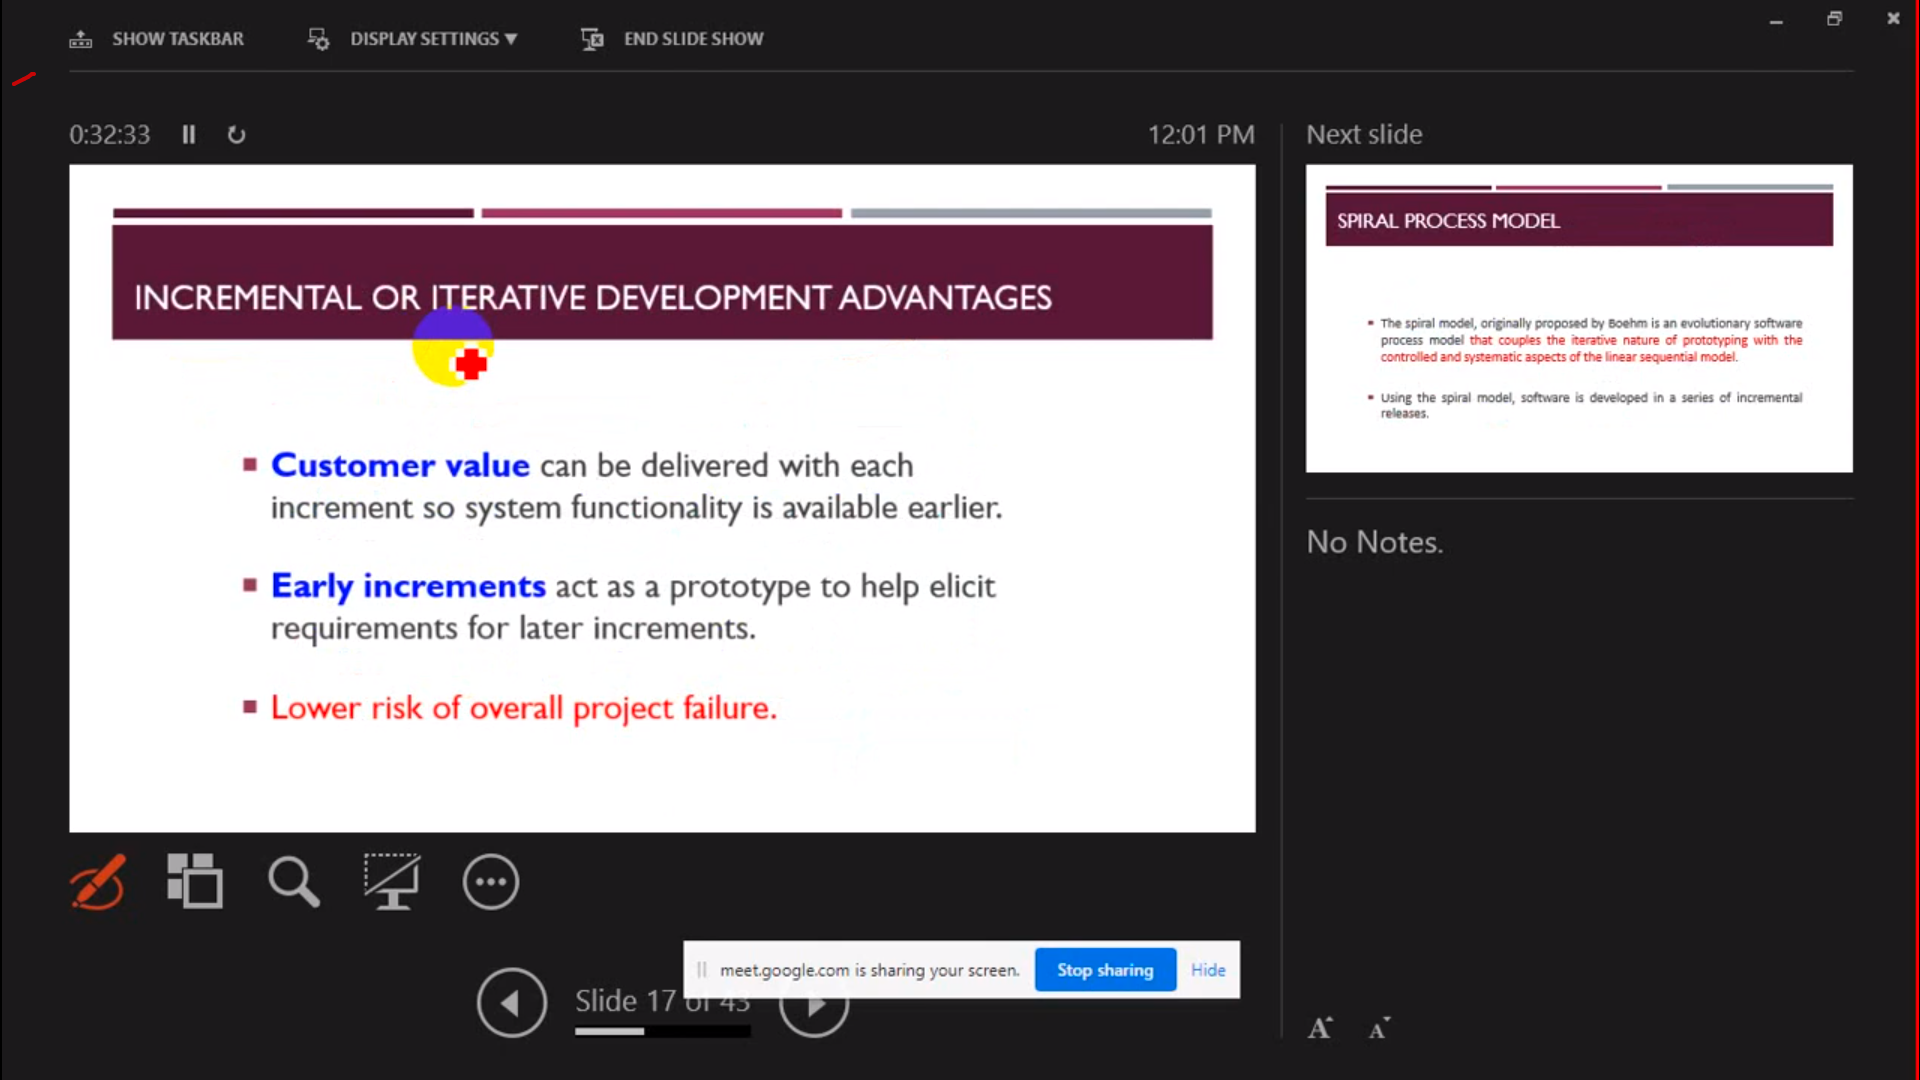 SHOW TASKBAR
DISPLAY SETTINGS ▼
END SLIDE SHOW
0:32:33
12:01 PM
INCREMENTAL OR ITERATIVE DEVELOPMENT ADVANTAGES
Customer value can be delivered with each
increment so system functionality is available earlier.
Early increments act as a prototype to help elicit
requirements for later increments.
Lower risk of overall project failure.
Next slide
SPIRAL PROCESS MODEL
The spiral model, originally proposed by Boehm is an evolutionary software
process model that couples the iterative nature of prototyping with the
controlled and systematic aspects of the linear sequential model.
Using the spiral model, software is developed in a series of incremental
releases.
No Notes.
meet.google.com is sharing your screen.
Stop sharing
Hide
Slide 17 of 43
A A